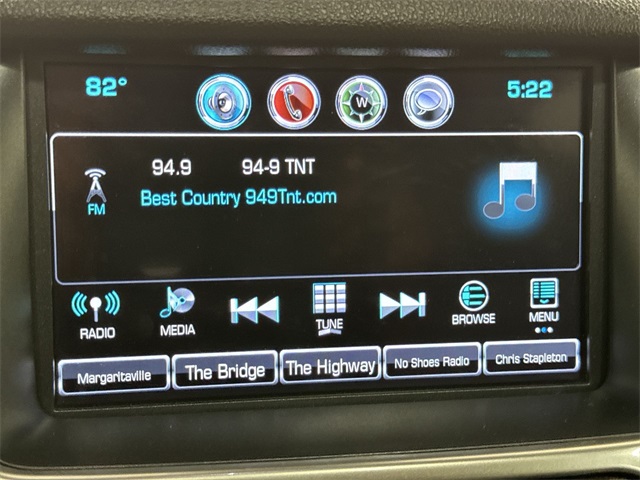 82° W 5:22
94.9 94-9 TNT
FM Best Country 949Tnt.com
RADIO MEDIA TUNE BROWSE MENU
Margaritaville The Bridge The Highway No Shoes Radio Chris Stapleton